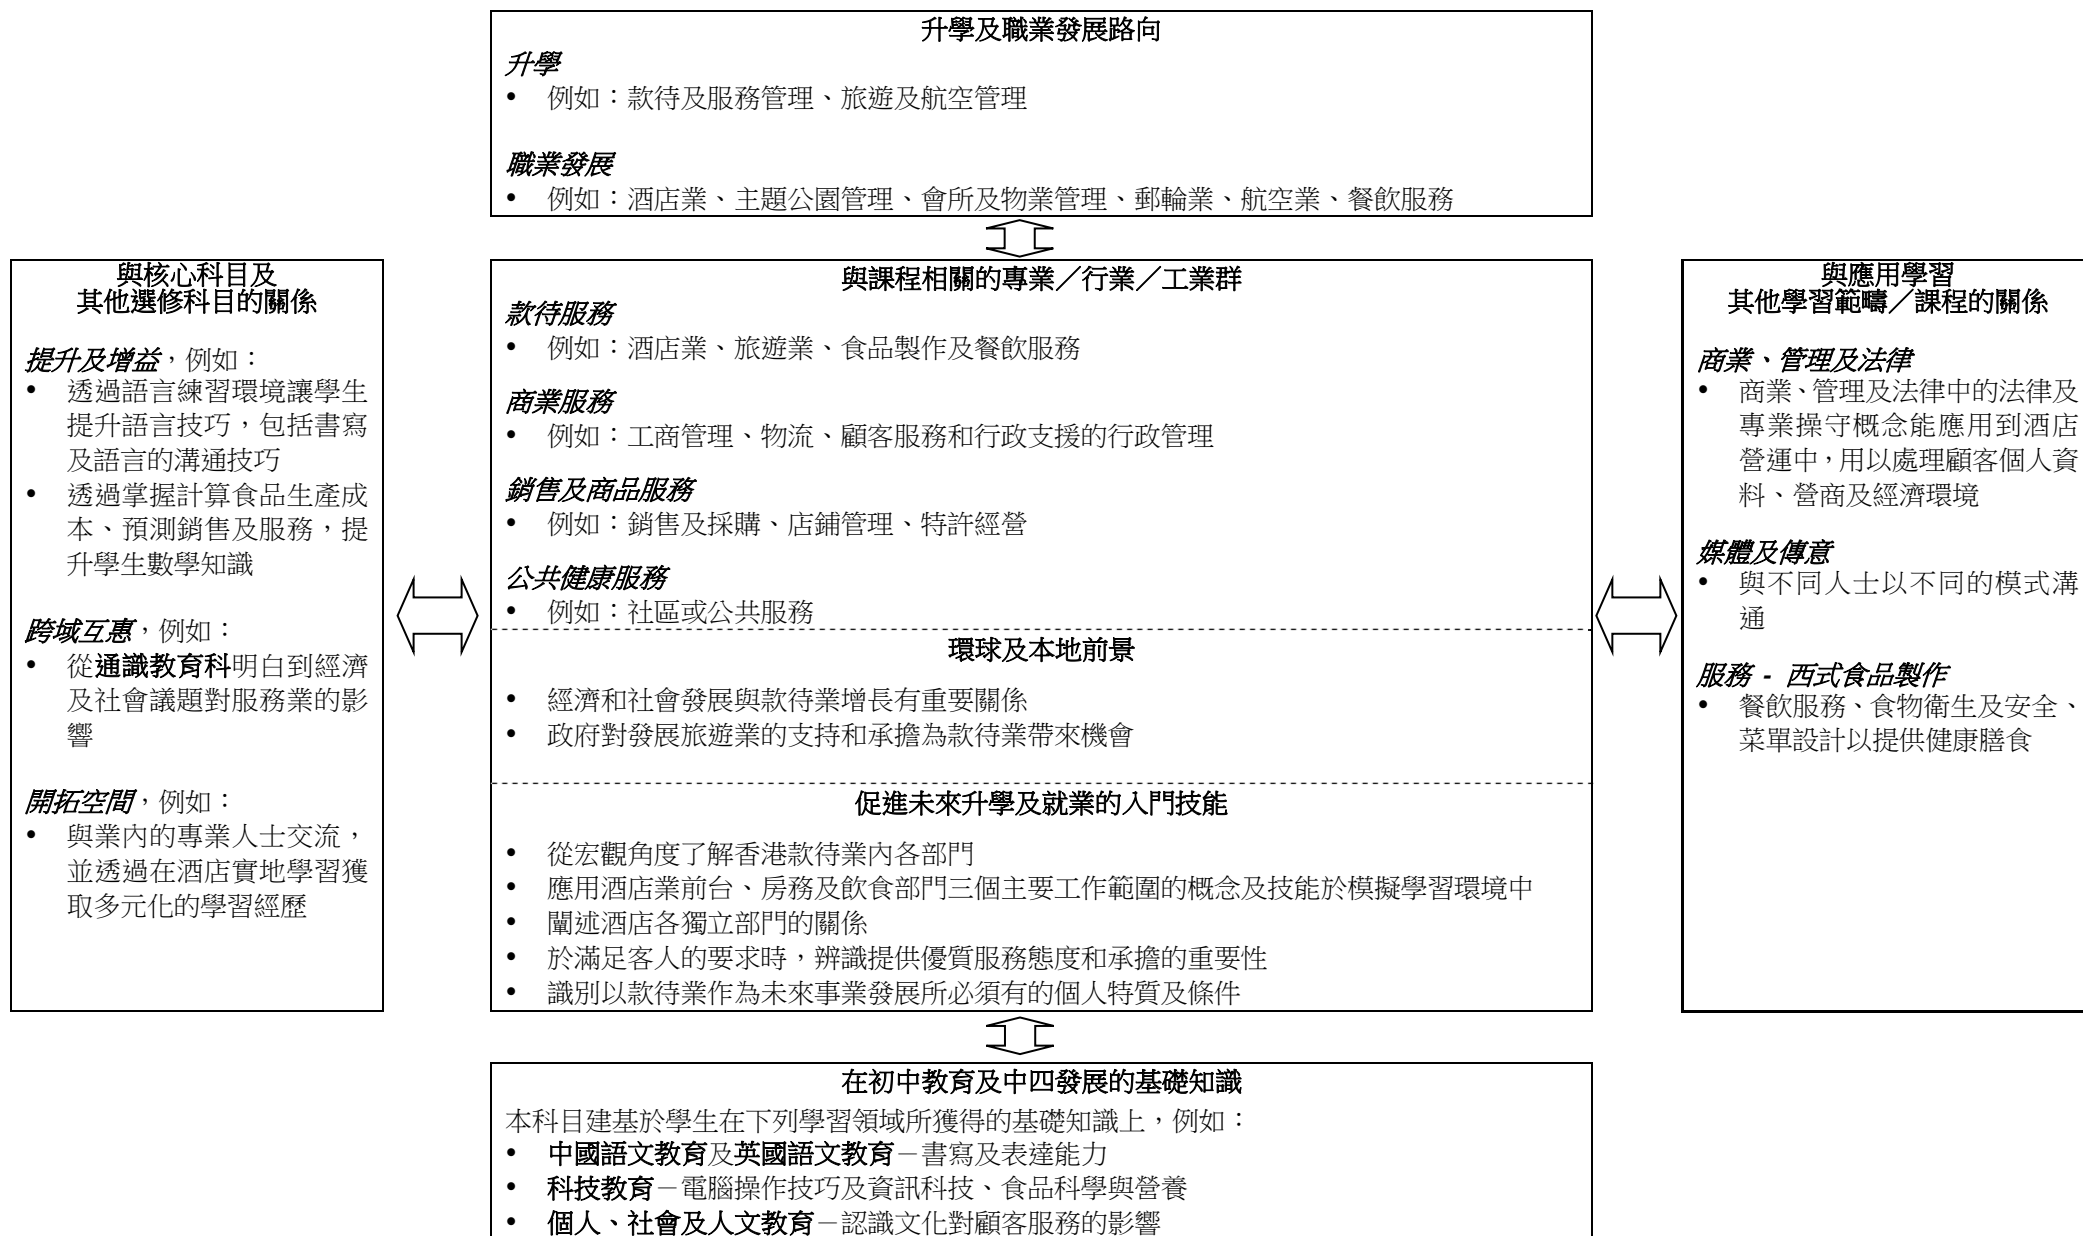 升學及職業發展路向
升學
• 例如：款待及服務管理、旅遊及航空管理
職業發展
• 例如：酒店業、主題公園管理、會所及物業管理、郵輪業、航空業、餐飲服務
與核心科目及
其他選修科目的關係
提升及增益，例如：
• 透過語言練習環境讓學生
提升語言技巧，包括書寫
及語言的溝通技巧
• 透過掌握計算食品生產成
本、預測銷售及服務，提
升學生數學知識
跨域互惠，例如：
• 從通識教育科明白到經濟
及社會議題對服務業的影
響
開拓空間，例如：
• 與業內的專業人士交流，
並透過在酒店實地學習獲
取多元化的學習經歷
與課程相關的專業／行業／工業群
款待服務
• 例如：酒店業、旅遊業、食品製作及餐飲服務
商業服務
• 例如：工商管理、物流、顧客服務和行政支援的行政管理
銷售及商品服務
• 例如：銷售及採購、店舖管理、特許經營
公共健康服務
• 例如：社區或公共服務
環球及本地前景
• 經濟和社會發展與款待業增長有重要關係
• 政府對發展旅遊業的支持和承擔為款待業帶來機會
促進未來升學及就業的入門技能
• 從宏觀角度了解香港款待業內各部門
• 應用酒店業前台、房務及飲食部門三個主要工作範圍的概念及技能於模擬學習環境中
• 闡述酒店各獨立部門的關係
• 於滿足客人的要求時，辨識提供優質服務態度和承擔的重要性
• 識別以款待業作為未來事業發展所必須有的個人特質及條件
與應用學習
其他學習範疇／課程的關係
商業、管理及法律
• 商業、管理及法律中的法律及
專業操守概念能應用到酒店
營運中，用以處理顧客個人資
料、營商及經濟環境
媒體及傳意
• 與不同人士以不同的模式溝
通
服務 - 西式食品製作
• 餐飲服務、食物衛生及安全、
菜單設計以提供健康膳食
在初中教育及中四發展的基礎知識
本科目建基於學生在下列學習領域所獲得的基礎知識上，例如：
• 中國語文教育及英國語文教育－書寫及表達能力
• 科技教育－電腦操作技巧及資訊科技、食品科學與營養
• 個人、社會及人文教育－認識文化對顧客服務的影響